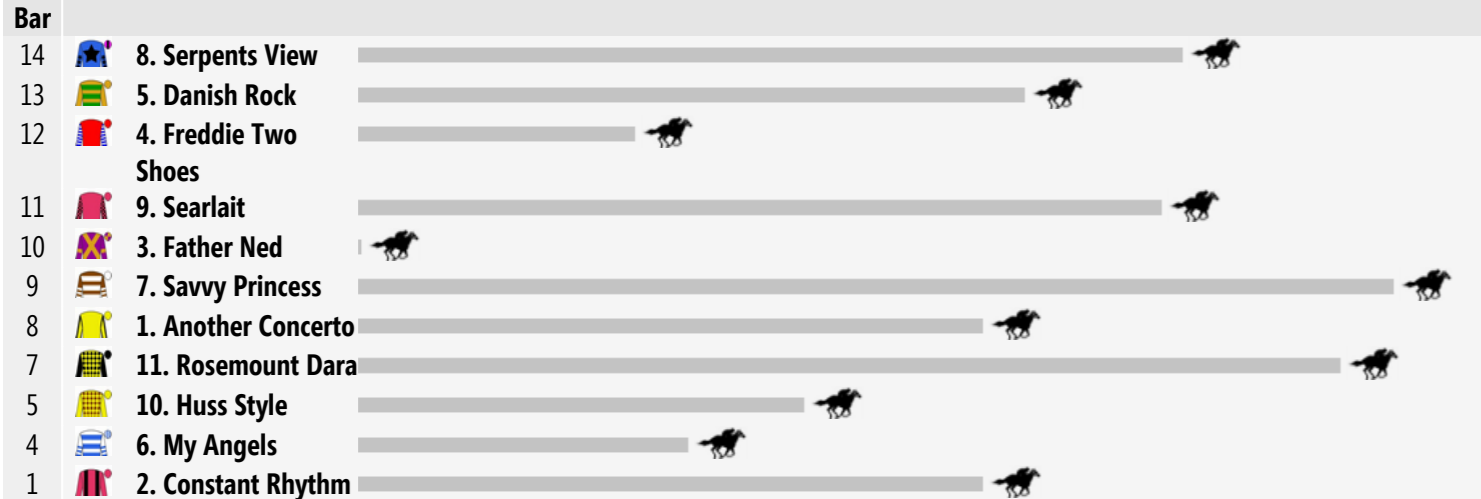 Bar
14 8. Serpents View
13 5. Danish Rock
12 4. Freddie Two
Shoes
11 9. Searlait
10 3. Father Ned
9 7. Savvy Princess
8 1. Another Concerto
7 11. Rosemount Dara
5 10. Huss Style
4 6. My Angels
1 2. Constant Rhythm